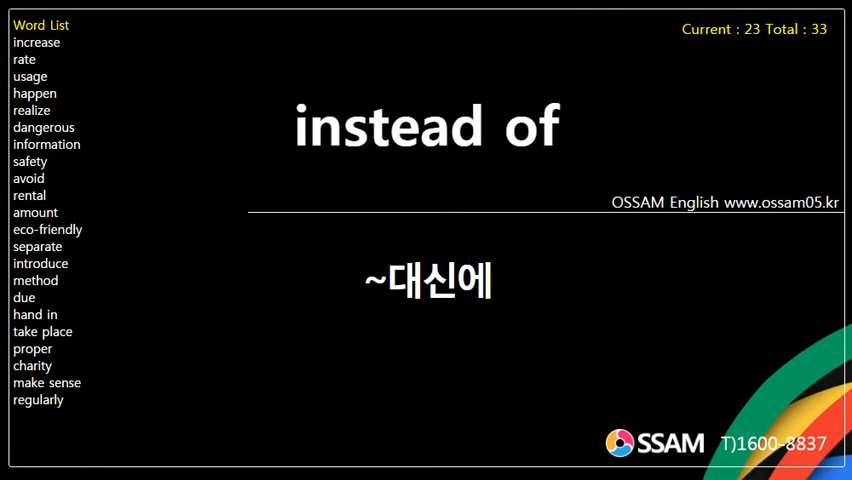 Word List
increase
rate
usage
happen
realize
dangerous
information
safety
avoid
rental
amount
eco-friendly
separate
introduce
method
due
hand in
take place
proper
charity
make sense
regularly
Current : 23 Total : 33
instead of
OSSAM English www.ossam05.kr
~대신에
OSSAM T)1600-8837